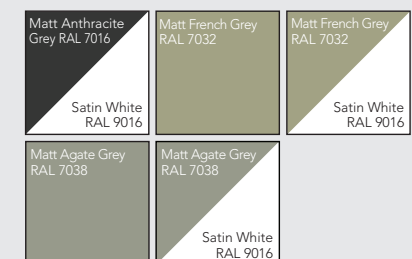 Matt Anthracite
Grey RAL 7016
Satin White
RAL 9016
Matt French Grey
RAL 7032
Matt French Grey
RAL 7032
Satin White
RAL 9016
Matt Agate Grey
RAL 7038
Matt Agate Grey
RAL 7038
Satin White
RAL 9016